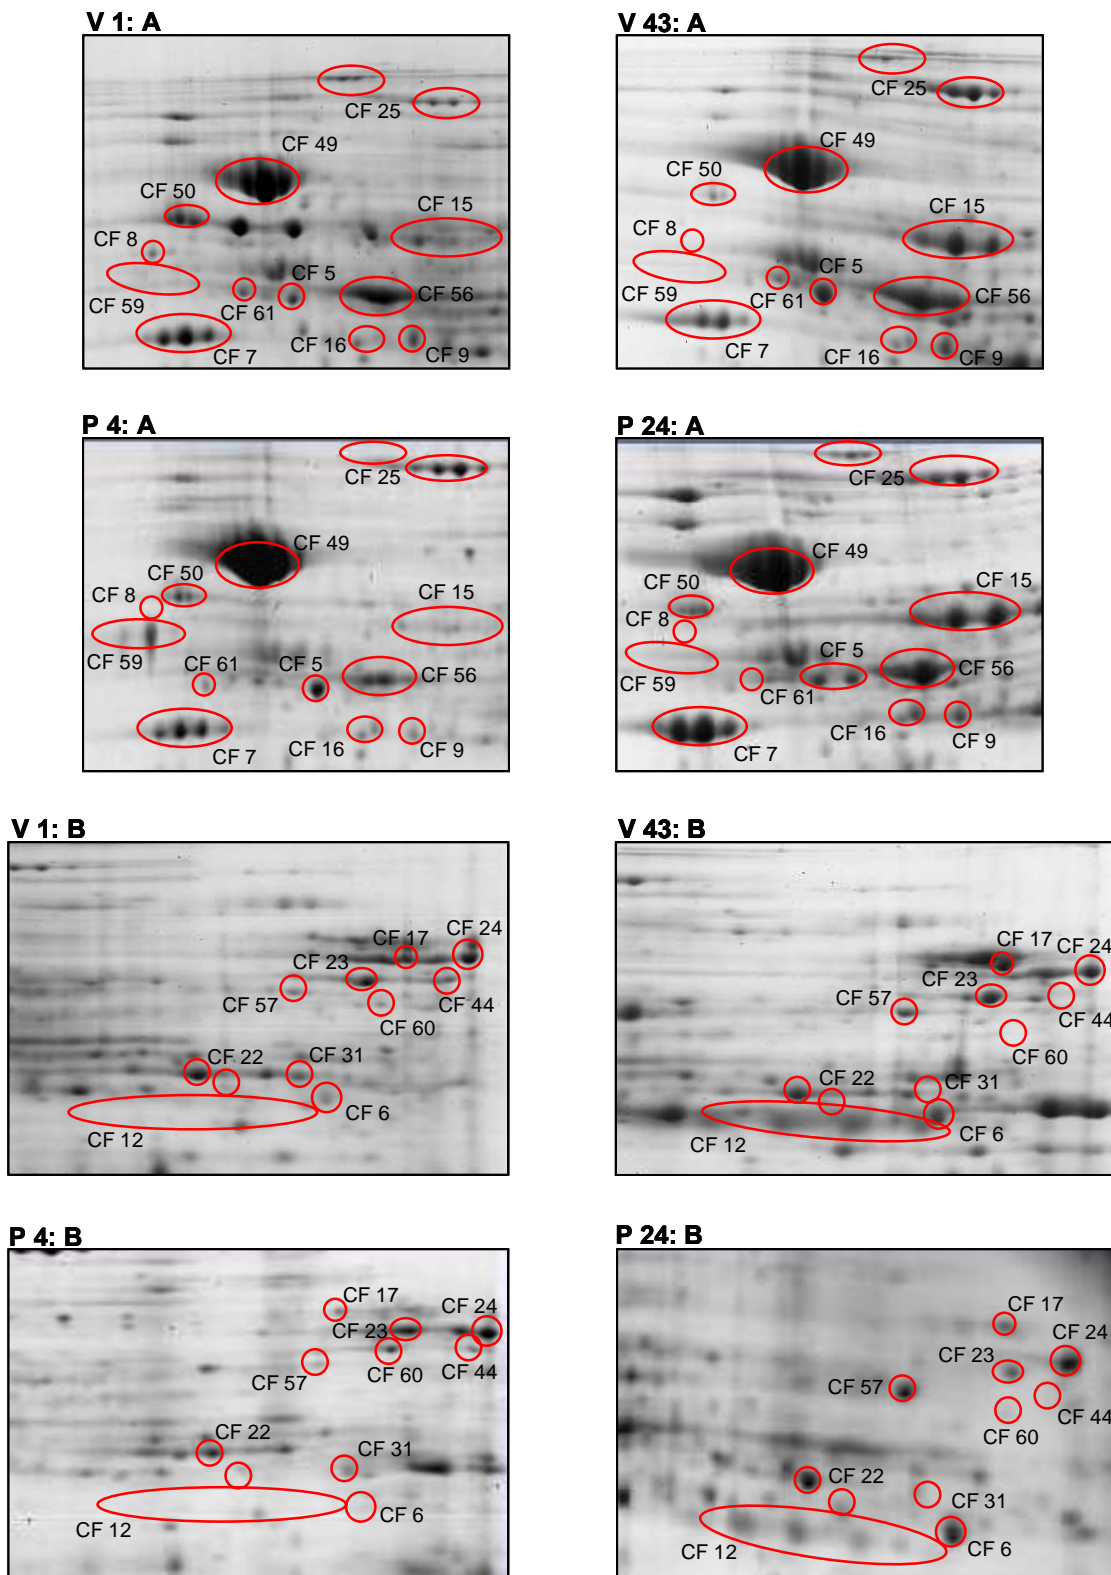 V 1: A
CF 25
CF 49
CF 50
CF 15
CF 8
CF 5
CF 59
CF 61
CF 56
CF 16
CF 7
CF 9
V 43: A
CF 25
CF 49
CF 50
CF 15
CF 8
CF 5
CF 59
CF 61
CF 56
CF 7
CF 16
CF 9
P 4: A
CF 25
CF 49
CF 50
CF 8
CF 15
CF 59
CF 61
CF 5
CF 56
CF 7
CF 16
CF 9
P 24: A
CF 25
CF 49
CF 50
CF 15
CF 8
CF 5
CF 59
CF 61
CF 56
CF 7
CF 16
CF 9
V 1: B
CF 24
CF 17
CF 23
CF 57
CF 44
CF 60
CF 22
CF 31
CF 6
CF 12
V 43: B
CF 17
CF 24
CF 23
CF 57
CF 44
CF 60
CF 22
CF 31
CF 12
CF 6
P 4: B
CF 17
CF 24
CF 23
CF 57
CF 60
CF 44
CF 22
CF 31
CF 12
CF 6
P 24: B
CF 17
CF 24
CF 23
CF 57
CF 44
CF 60
CF 22
CF 31
CF 12
CF 6